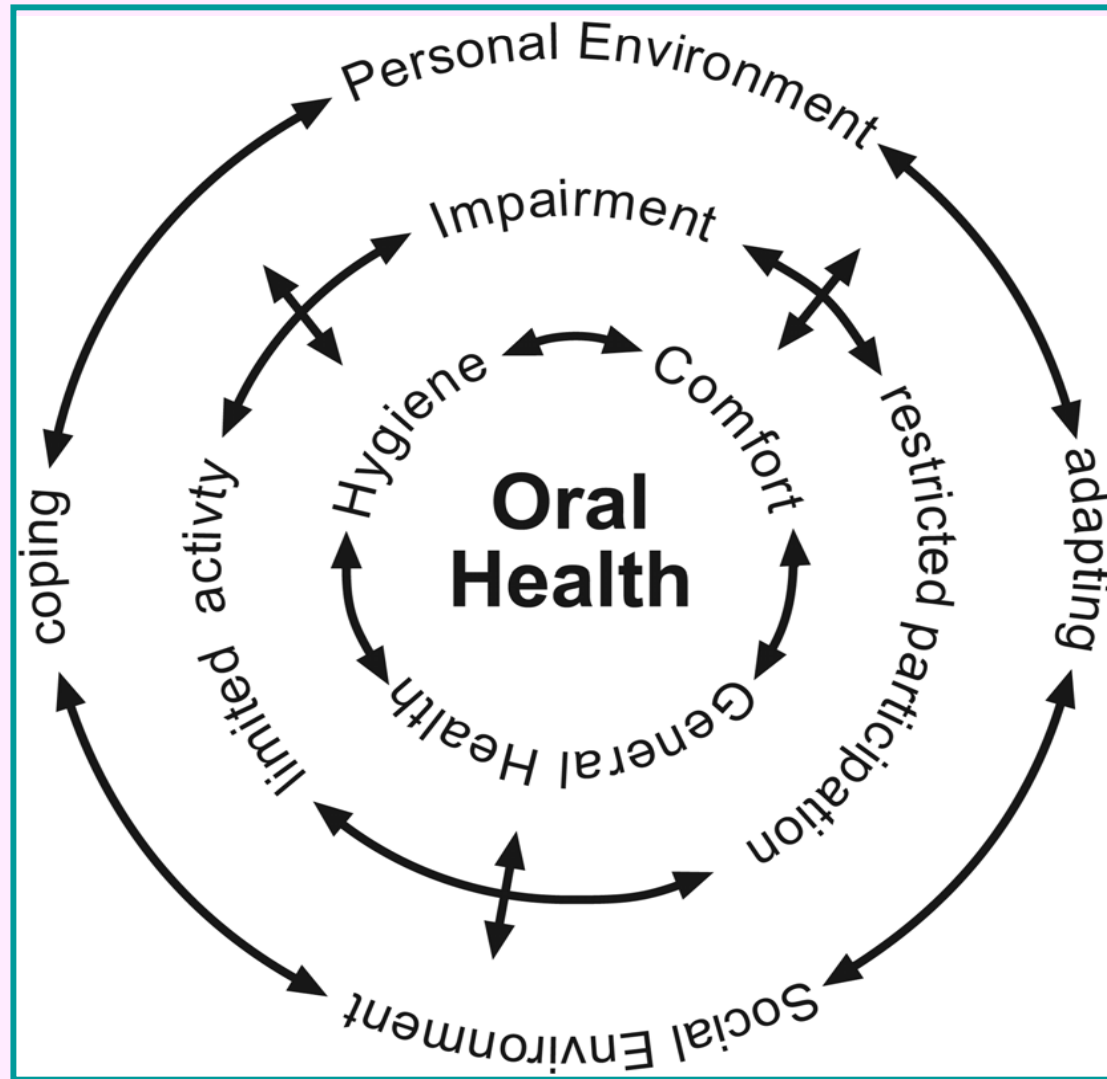 Personal Environment
adapting
Social Environment
coping
Impairment
restricted participation
limited activty
Hygiene
Comfort
General Health
Oral
Health